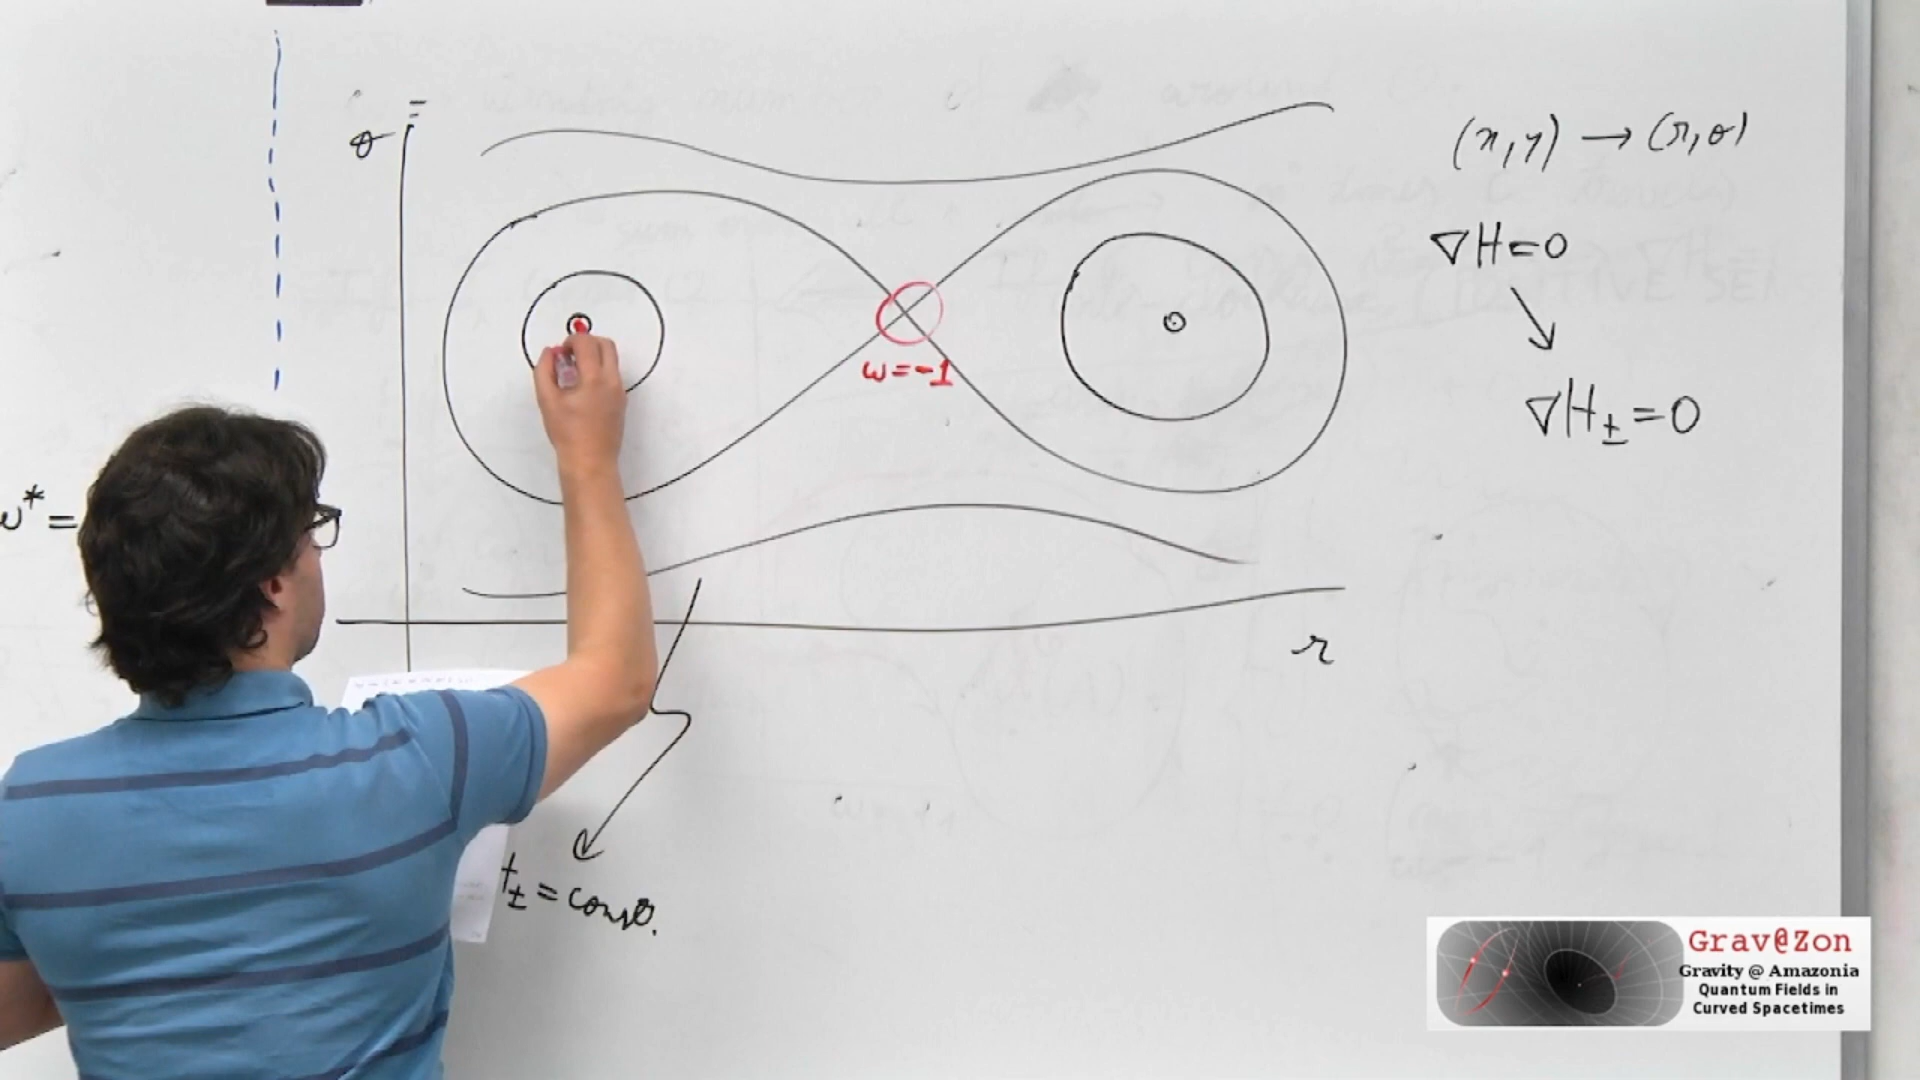 θ
(x,y) → (r,θ)
∇H=0
∇H±=0
ω=-1
ω* =
r
t± = const.
Grav@Zon
Gravity @ Amazonia
Quantum Fields in
Curved Spacetimes